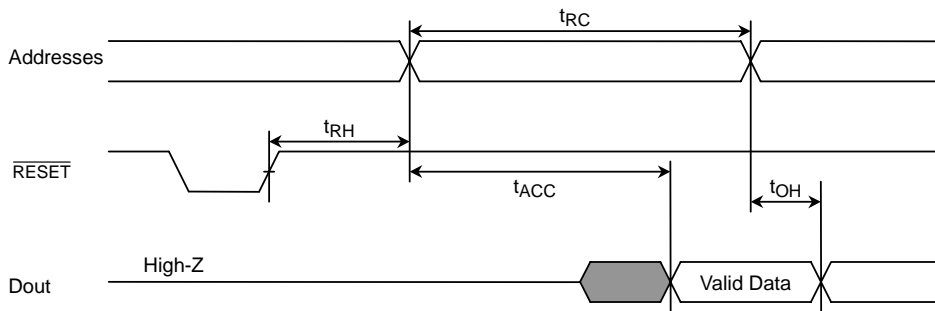 tRC
Addresses
tRH
RESET
tACC
tOH
High-Z
Valid Data
Dout